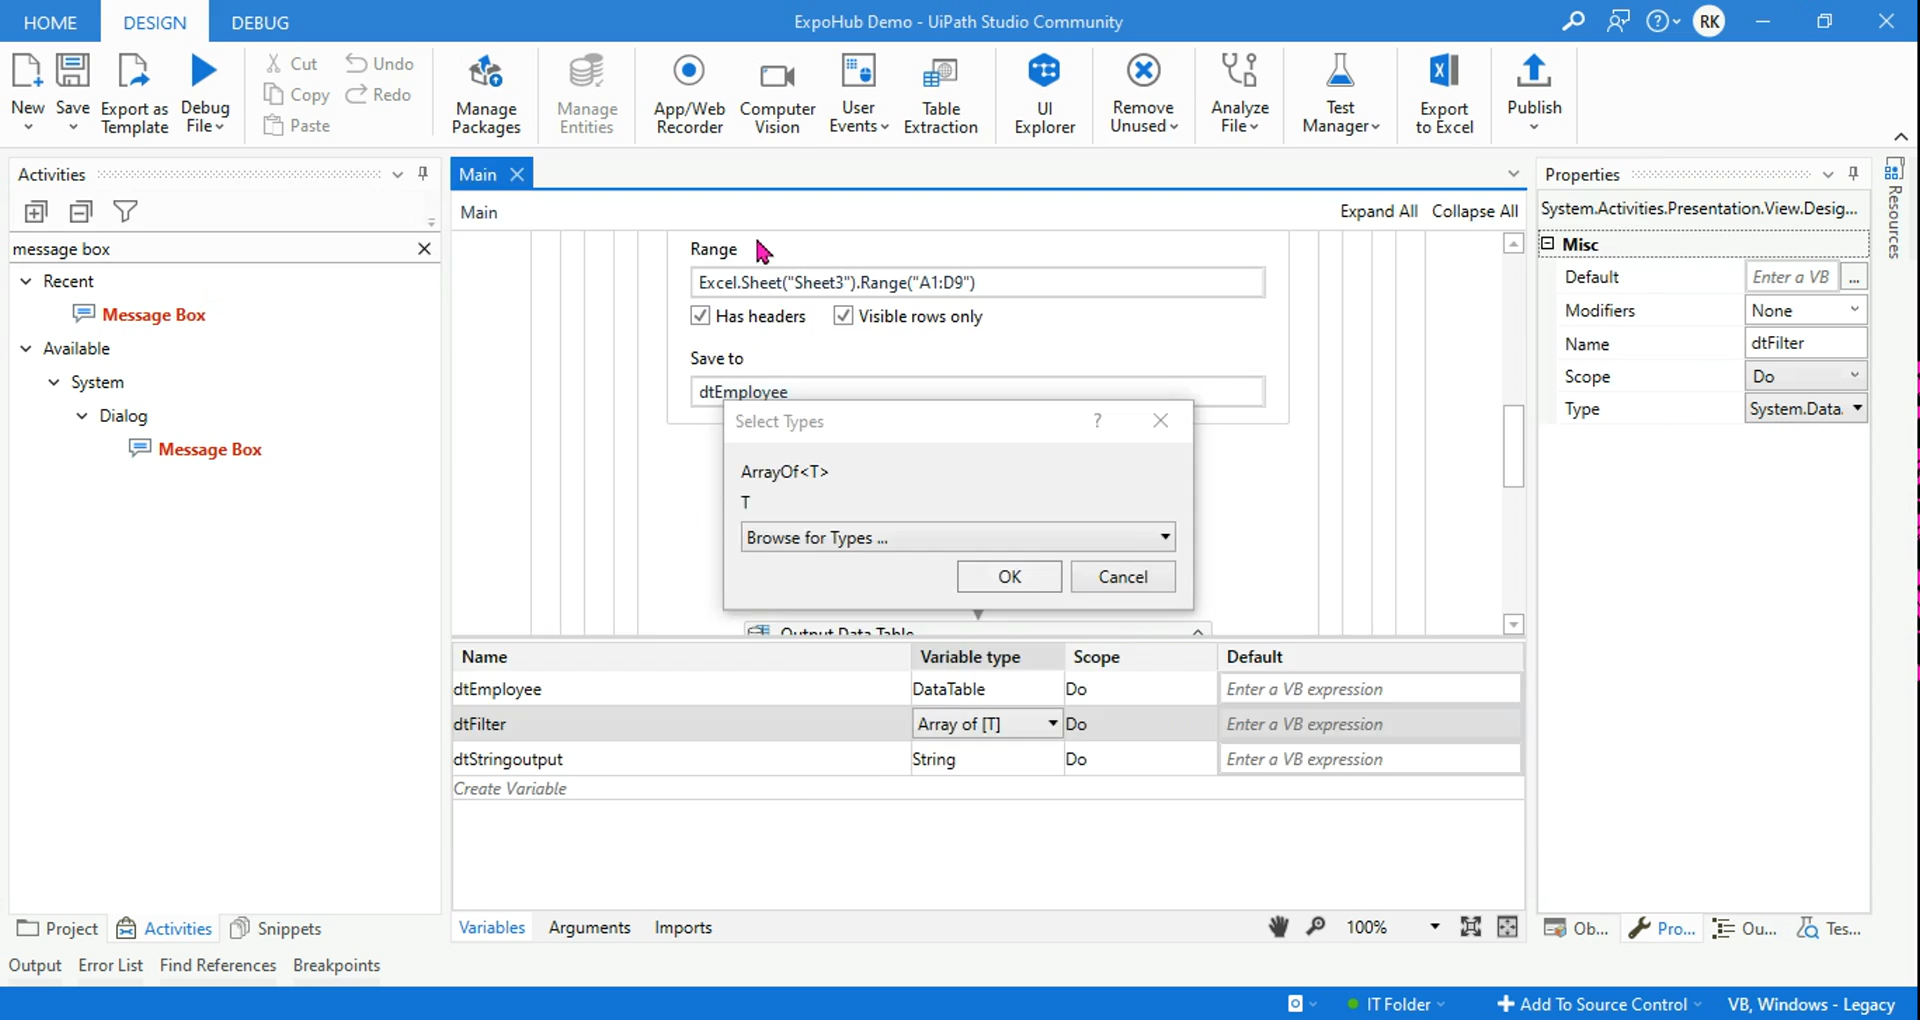 HOME
DESIGN
DEBUG
ExpoHub Demo - UiPath Studio Community
RK
New
Save
Export as
Template
Debug
File
Cut
Copy
Paste
Undo
Redo
Manage
Packages
Manage
Entities
App/Web
Recorder
Computer
Vision
User
Events
Table
Extraction
UI
Explorer
Remove
Unused
Analyze
File
Test
Manager
Export
to Excel
Publish
Activities
message box
Recent
Message Box
Available
System
Dialog
Message Box
Main
Main
Expand All
Collapse All
Range
Excel.Sheet("Sheet3").Range("A1:D9")
Has headers
Visible rows only
Save to
dtEmployee
Select Types
?
ArrayOf<T>
T
Browse for Types ...
OK
Cancel
Output Data Table
Name Variable type Scope Default
dtEmployee DataTable Do Enter a VB expression
dtFilter Array of [T] Do Enter a VB expression
dtStringoutput String Do Enter a VB expression
Create Variable
Variables
Arguments
Imports
100%
Properties
System.Activities.Presentation.View.Desig...
Misc
Default Enter a VB ...
Modifiers None
Name dtFilter
Scope Do
Type System.Data.
Resources
Project
Activities
Snippets
Ob...
Pro...
Ou...
Tes...
Output
Error List
Find References
Breakpoints
IT Folder
Add To Source Control
VB, Windows - Legacy